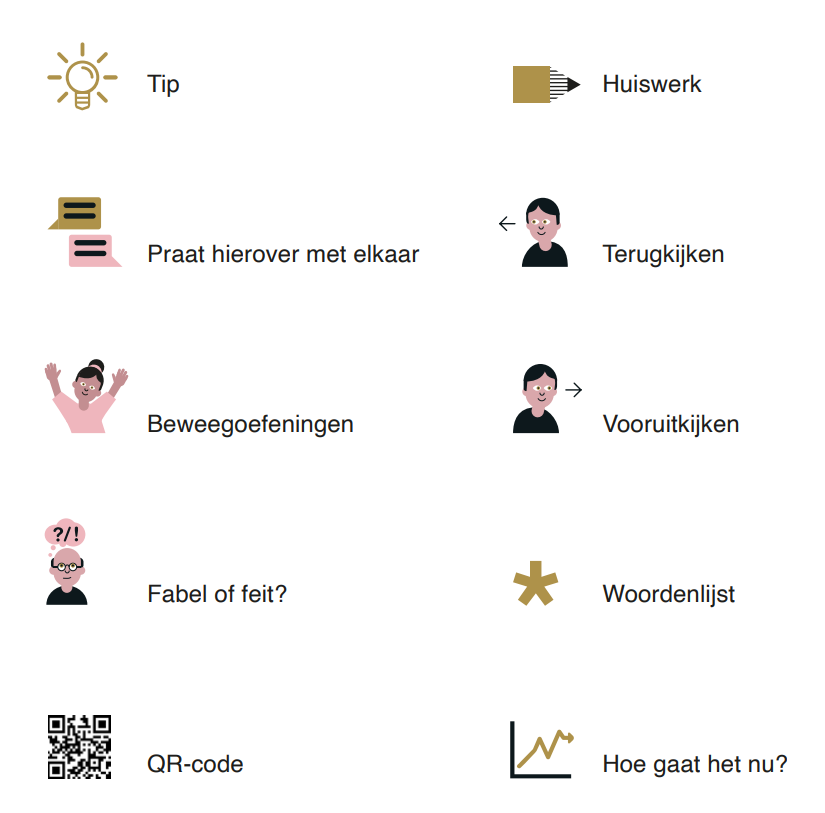 Tip
Huiswerk
Praat hierover met elkaar
Terugkijken
Beweegoefeningen
Vooruitkijken
?/!
Fabel of feit?
Woordenlijst
QR-code
Hoe gaat het nu?